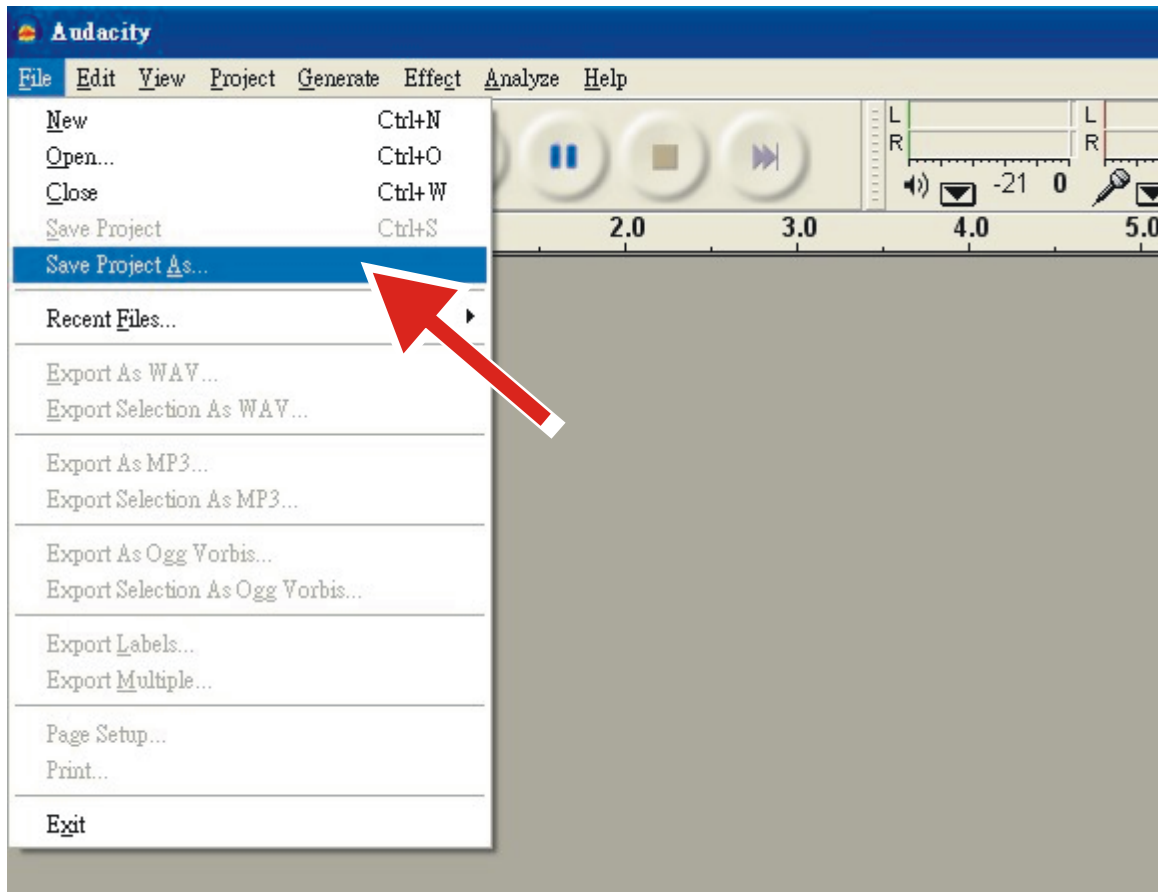 Audacity
File Edit View Project Generate Effect Analyze Help
New Ctrl+N
Open... Ctrl+O
Close Ctrl+W
Save Project Ctrl+S
Save Project As...
Recent Files...
Export As WAV...
Export Selection As WAV...
Export As MP3...
Export Selection As MP3...
Export As Ogg Vorbis...
Export Selection As Ogg Vorbis...
Export Labels...
Export Multiple...
Page Setup...
Print...
Exit
L L
R R
-21 0
2.0 3.0 4.0 5.0